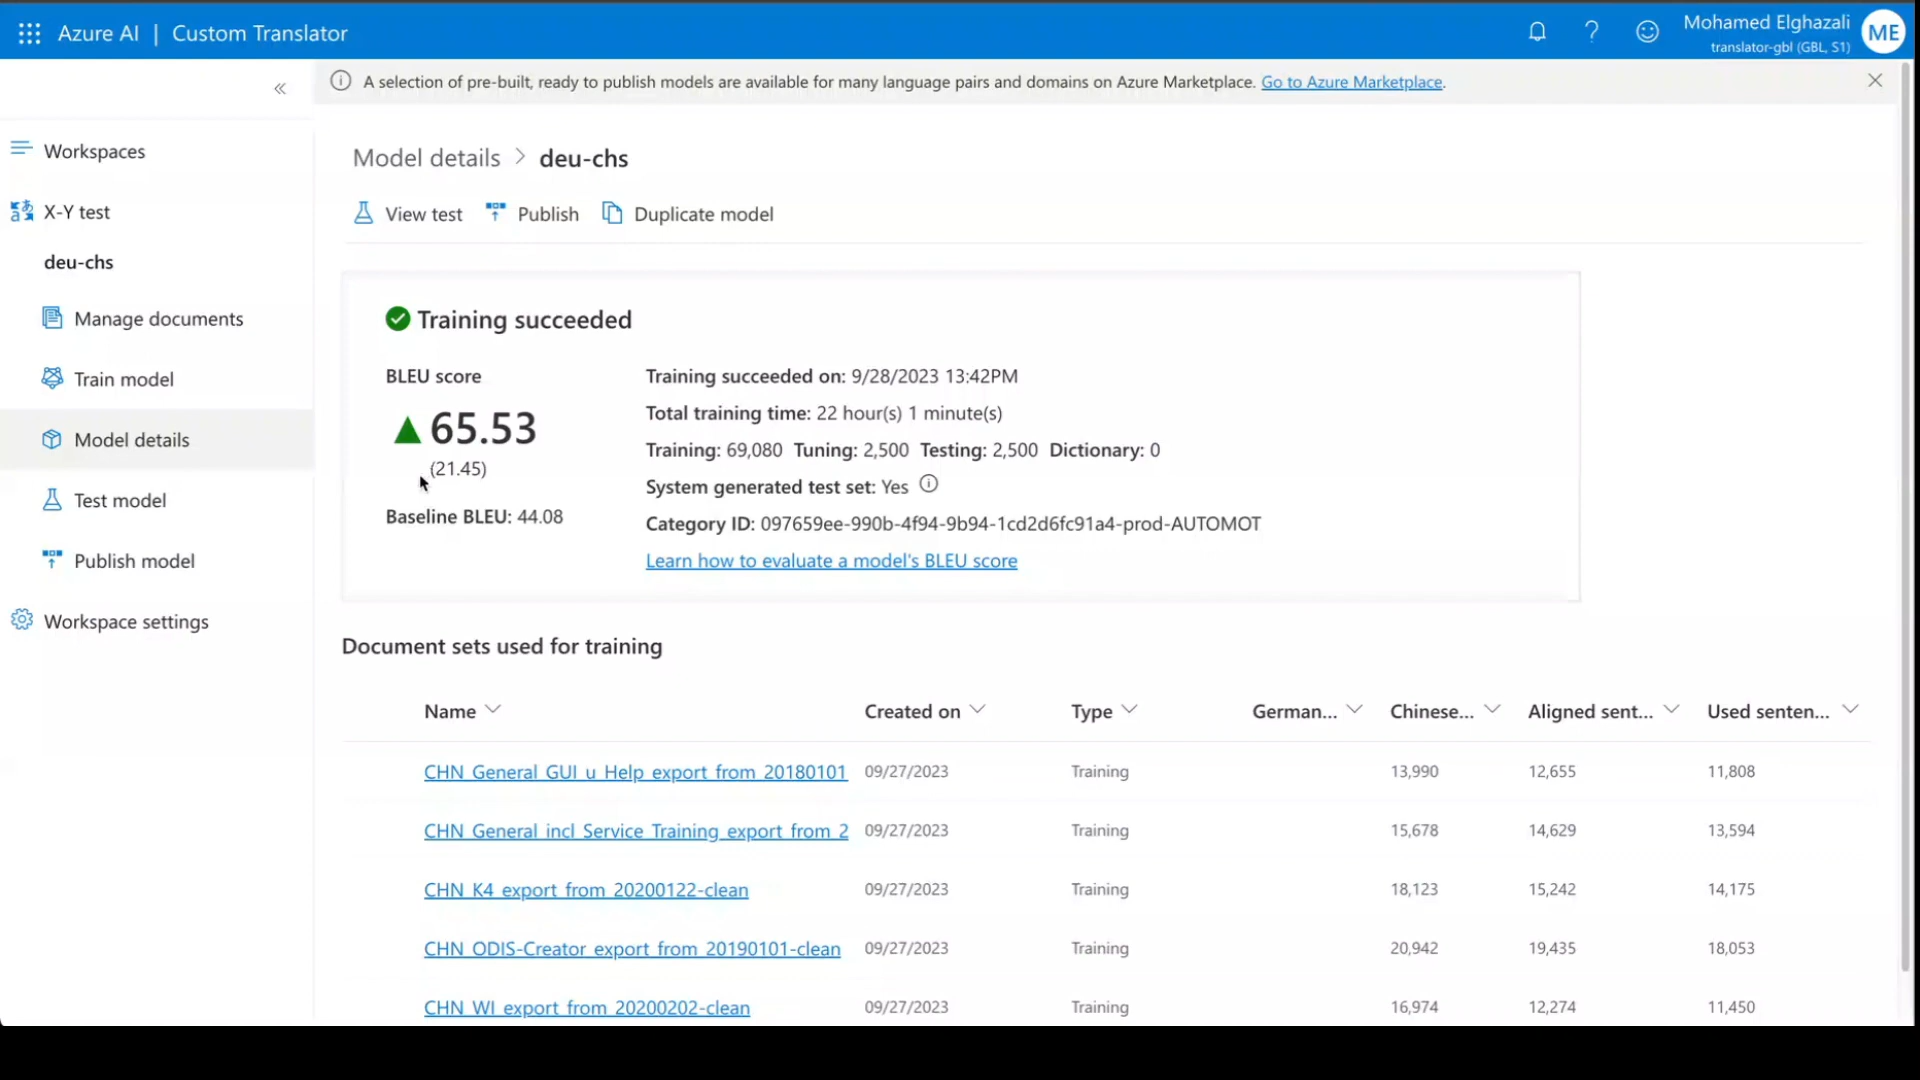 Azure AI | Custom Translator
Mohamed Elghazali
translator-gbl (GBL, S1)
ME
A selection of pre-built, ready to publish models are available for many language pairs and domains on Azure Marketplace. Go to Azure Marketplace.
Workspaces
X-Y test
deu-chs
Manage documents
Train model
Model details
Test model
Publish model
Workspace settings
Model details > deu-chs
View test Publish Duplicate model
Training succeeded
BLEU score
65.53
(21.45)
Baseline BLEU: 44.08
Training succeeded on: 9/28/2023 13:42PM
Total training time: 22 hour(s) 1 minute(s)
Training: 69,080 Tuning: 2,500 Testing: 2,500 Dictionary: 0
System generated test set: Yes
Category ID: 097659ee-990b-4f94-9b94-1cd2d6fc91a4-prod-AUTOMOT
Learn how to evaluate a model's BLEU score
Document sets used for training
Name Created on Type German... Chinese... Aligned sent... Used senten...
CHN_General_GUI_u_Help_export_from_20180101 09/27/2023 Training 13,990 12,655 11,808
CHN_General_incl_Service_Training_export_from_2 09/27/2023 Training 15,678 14,629 13,594
CHN_K4_export_from_20200122-clean 09/27/2023 Training 18,123 15,242 14,175
CHN_ODIS-Creator_export_from_20190101-clean 09/27/2023 Training 20,942 19,435 18,053
CHN_WI_export_from_20200202-clean 09/27/2023 Training 16,974 12,274 11,450